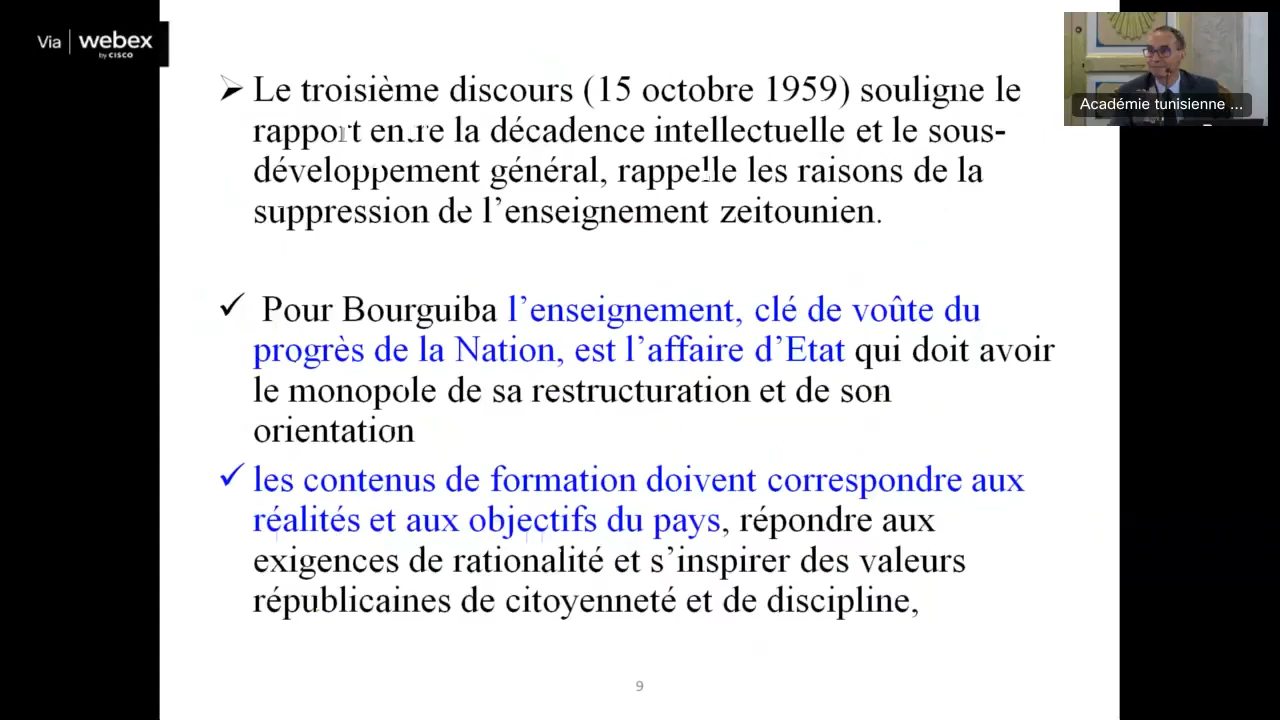 Via | webex
by CISCO
Académie tunisienne ...
➢ Le troisième discours (15 octobre 1959) souligne le
rapport entre la décadence intellectuelle et le sous-
développement général, rappelle les raisons de la
suppression de l’enseignement zeitounien.
✓ Pour Bourguiba l’enseignement, clé de voûte du
progrès de la Nation, est l’affaire d’Etat qui doit avoir
le monopole de sa restructuration et de son
orientation
✓ les contenus de formation doivent correspondre aux
réalités et aux objectifs du pays, répondre aux
exigences de rationalité et s’inspirer des valeurs
républicaines de citoyenneté et de discipline,
9